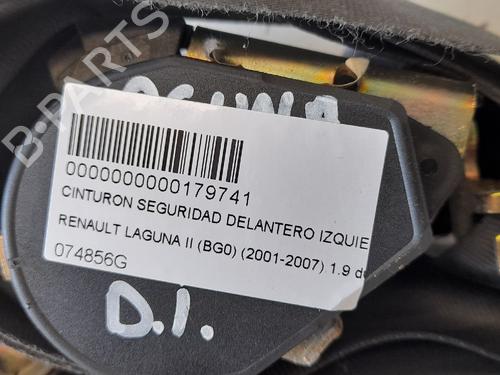 B-PARTS
LAGUNA
0000000000179741
CINTURON SEGURIDAD DELANTERO IZQUIE
RENAULT LAGUNA II (BG0) (2001-2007) 1.9 d
074856G
D.I.